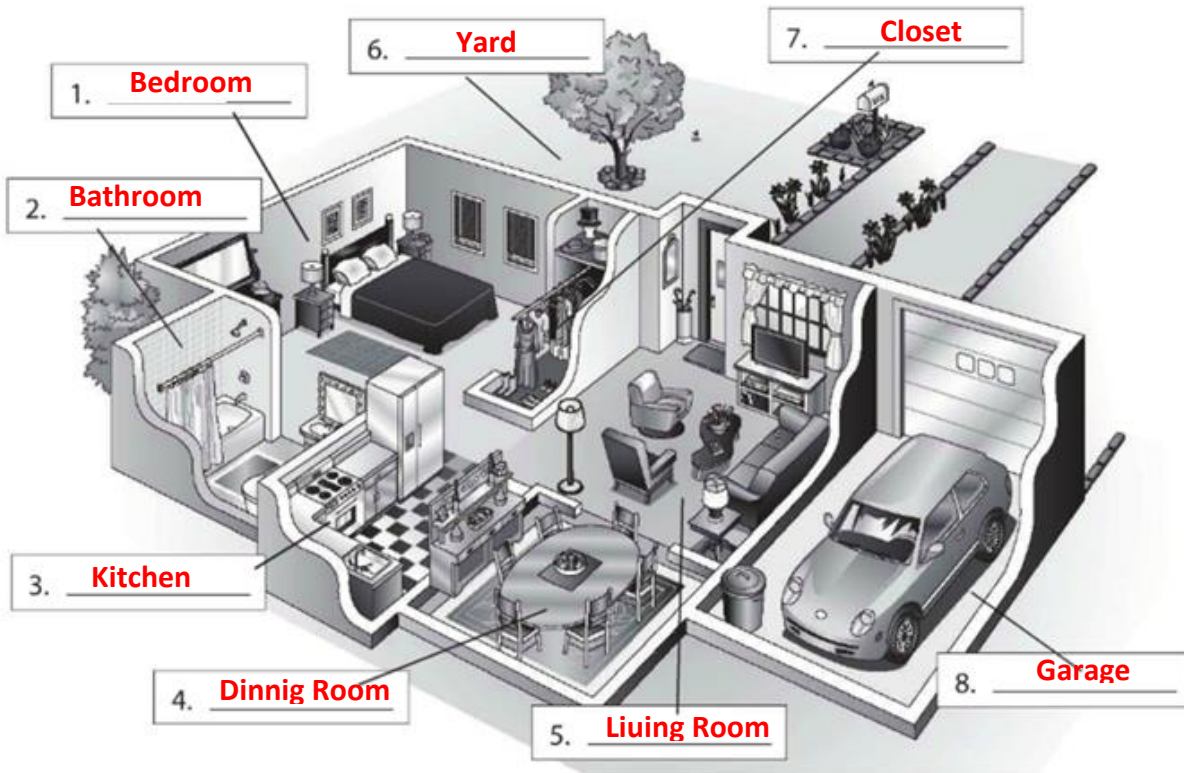 1. Bedroom
2. Bathroom
3. Kitchen
4. Dinnig Room
5. Liuing Room
6. Yard
7. Closet
8. Garage